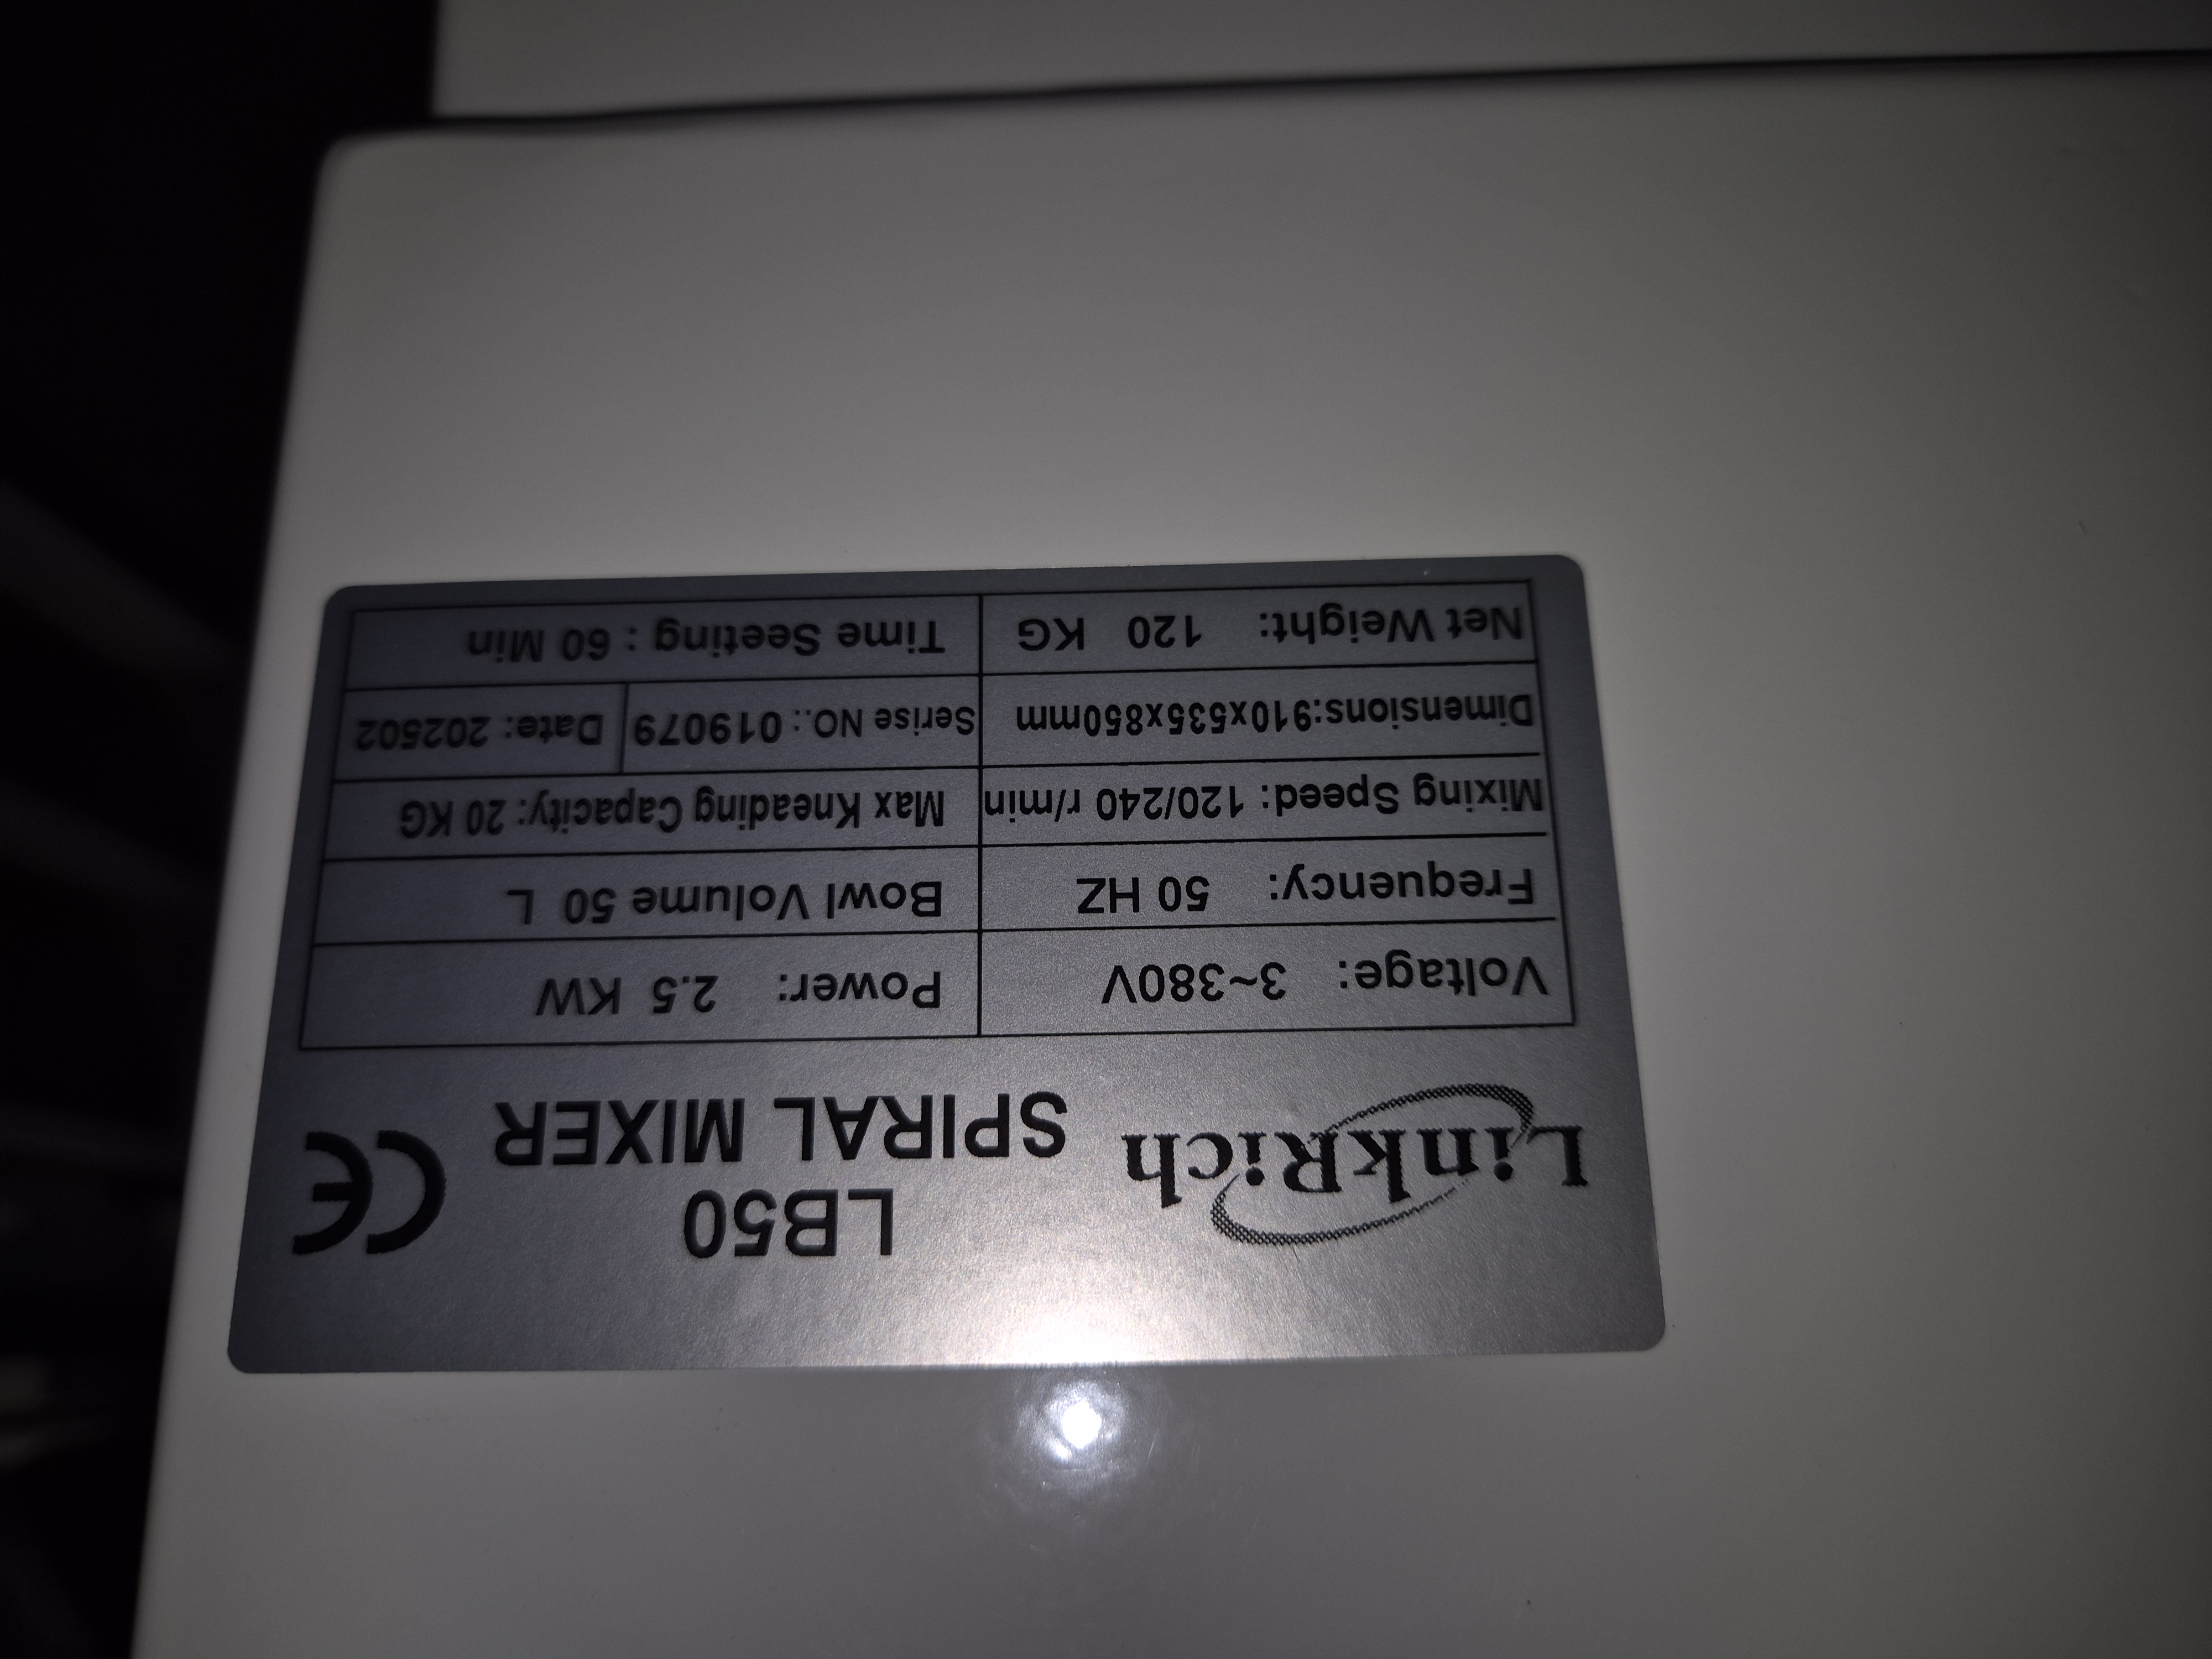 LinkRich
LB50
SPIRAL MIXER
CE
Voltage: 3~380V
Power: 2.5 KW
Frequency: 50 HZ
Bowl Volume 50 L
Mixing Speed: 120/240 r/min
Max Kneading Capacity: 20 KG
Dimensions:910x535x850mm
Serise NO.: 019079
Date: 202502
Net Weight: 120 KG
Time Seeting : 60 Min